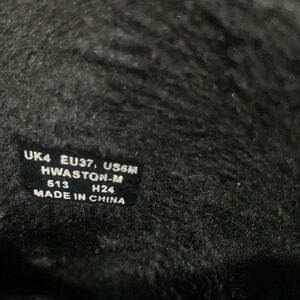 UK4 EU37. US6M
HWASTON-M
513 H24
MADE IN CHINA